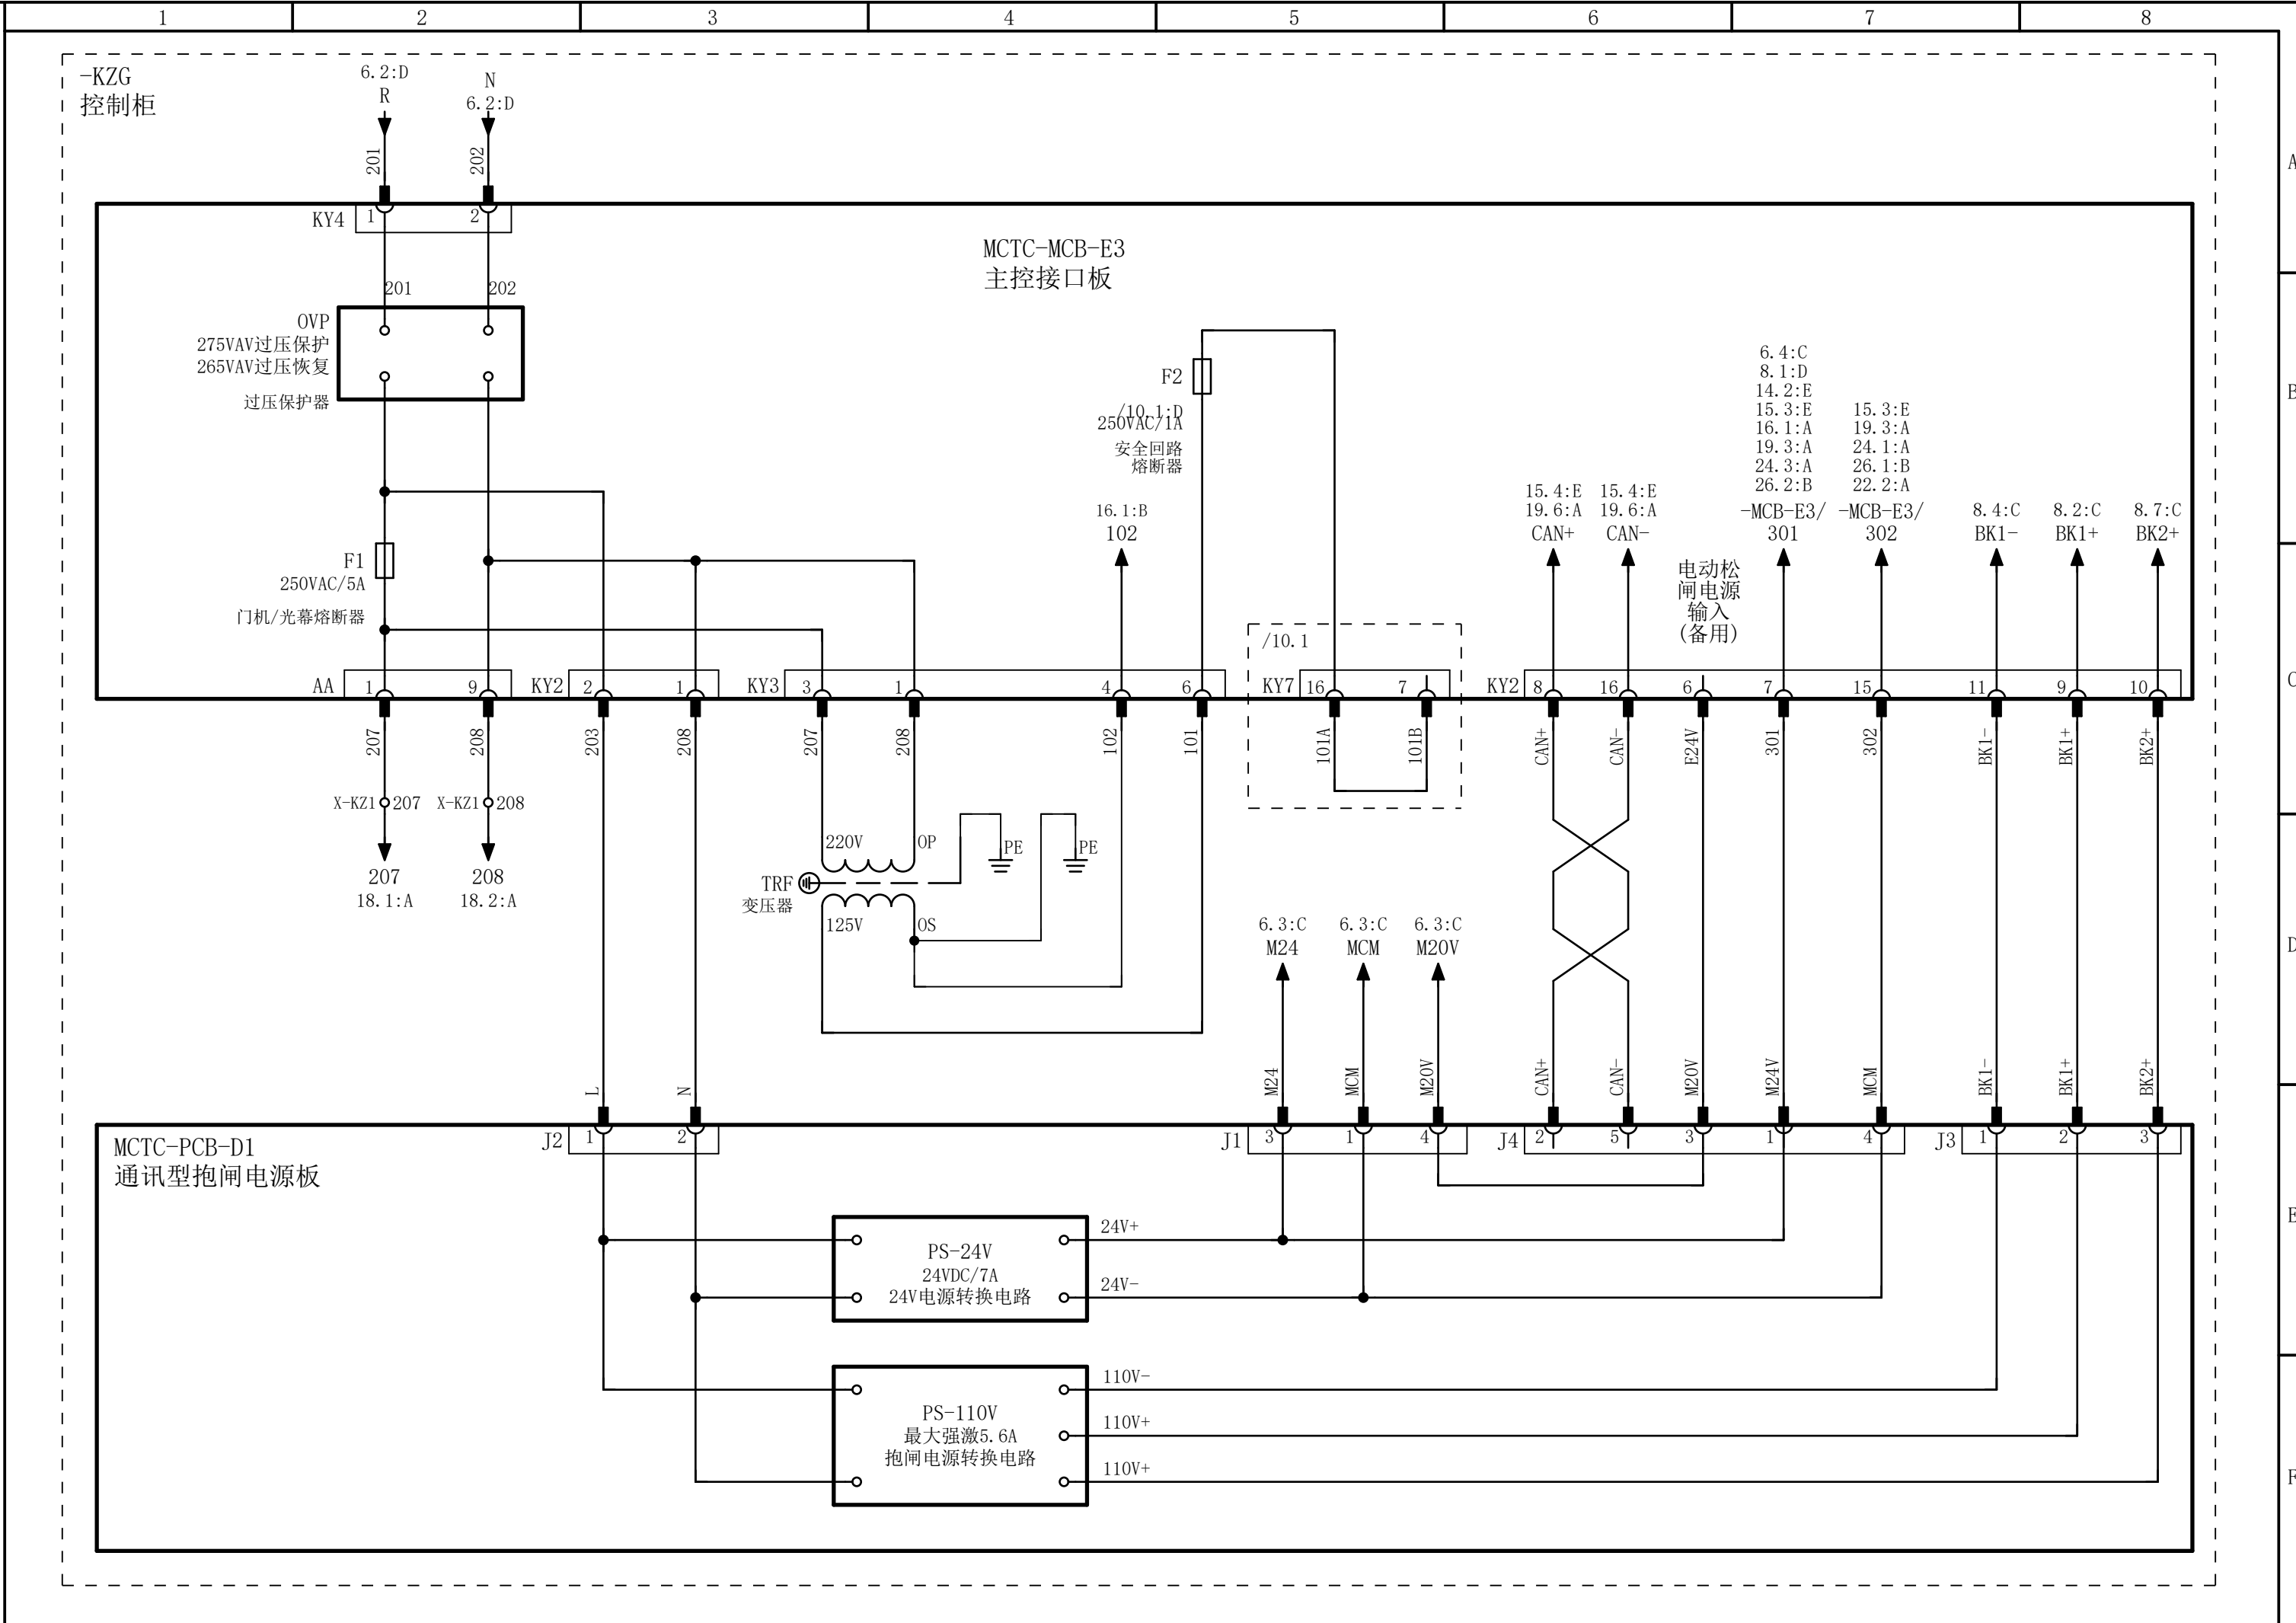 1 2 3 4 5 6 7 8
-KZG
控制柜
6.2:D
R
N
6.2:D
201
202
KY4
1
2
MCTC-MCB-E3
主控接口板
201
202
OVP
275VAV过压保护
265VAV过压恢复
过压保护器
F2
/10.1:D
250VAC/1A
安全回路
熔断器
F1
250VAC/5A
门机/光幕熔断器
16.1:B
102
/10.1
15.4:E
19.6:A
CAN+
15.4:E
19.6:A
CAN-
电动松
闸电源
输入
(备用)
6.4:C
8.1:D
14.2:E
15.3:E
16.1:A
19.3:A
24.3:A
26.2:B
-MCB-E3/
301
15.3:E
19.3:A
24.1:A
26.1:B
22.2:A
-MCB-E3/
302
8.4:C
BK1-
8.2:C
BK1+
8.7:C
BK2+
A
B
C
D
E
F
AA 1 9
KY2 2 1
KY3 3 1 4 6
KY7 16 7
KY2 8 16 6 7 15 11 9 10
207
208
203
208
207
208
102
101
101A
101B
CAN+
CAN-
E24V
301
302
BK1-
BK1+
BK2+
X-KZ1 207
X-KZ1 208
207
18.1:A
208
18.2:A
220V
OP
PE
PE
TRF
变压器
125V
OS
6.3:C
M24
6.3:C
MCM
6.3:C
M20V
L
N
M24
MCM
M20V
CAN+
CAN-
M20V
M24V
MCM
BK1-
BK1+
BK2+
MCTC-PCB-D1
通讯型抱闸电源板
J2 1 2
J1 3 1 4
J4 2 5 3 1 4
J3 1 2 3
PS-24V
24VDC/7A
24V电源转换电路
24V+
24V-
PS-110V
最大强激5.6A
抱闸电源转换电路
110V-
110V+
110V+